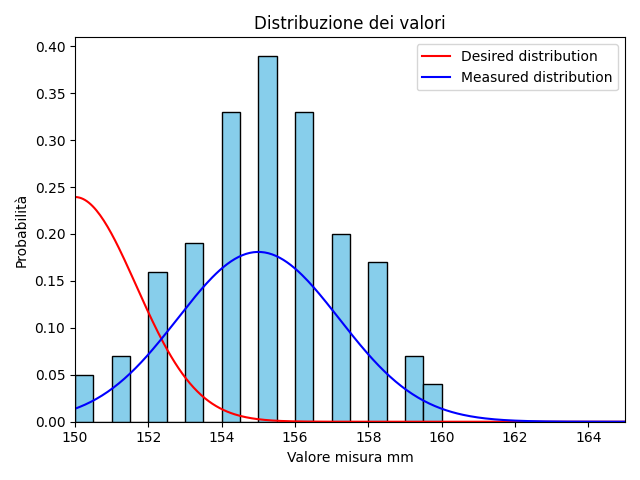 Distribuzione dei valori
Desired distribution
Measured distribution
0.40
0.35
0.30
0.25
0.20
0.15
0.10
0.05
0.00
Probabilità
150 152 154 156 158 160 162 164
Valore misura mm